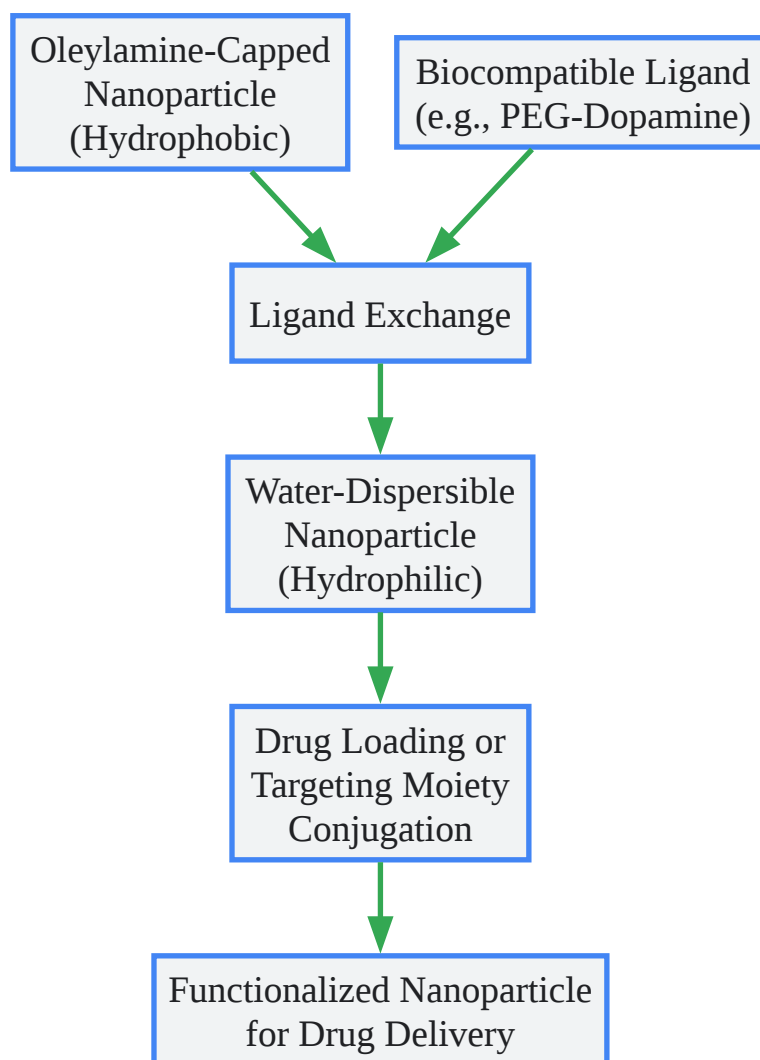 Oleylamine-Capped
Nanoparticle
(Hydrophobic)
Biocompatible Ligand
(e.g., PEG-Dopamine)
Ligand Exchange
Water-Dispersible
Nanoparticle
(Hydrophilic)
Drug Loading or
Targeting Moiety
Conjugation
Functionalized Nanoparticle
for Drug Delivery